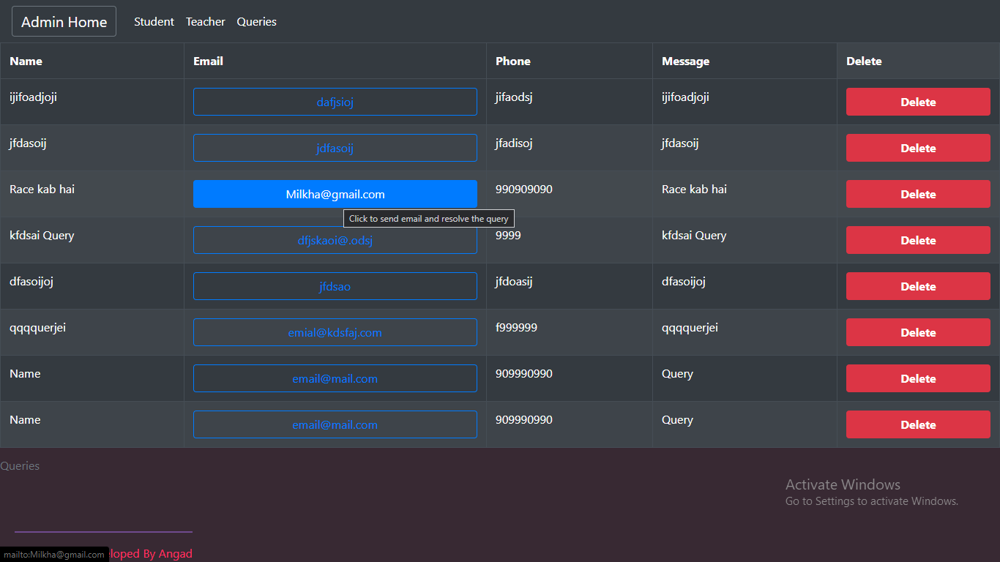 Admin Home Student Teacher Queries
Name Email Phone Message Delete
ijifoadjoji dafjsioj jifaodsj ijifoadjoji Delete
jfdasoij jdfasoij jfadisoj jfdasoij Delete
Race kab hai Milkha@gmail.com 990909090 Race kab hai Delete
Click to send email and resolve the query
kfdsai Query dfjskaoi@.odsj 9999 kfdsai Query Delete
dfasoijoj jfdsao jfdoasij dfasoijoj Delete
qqqquerjei emial@kdsfaj.com f999999 qqqquerjei Delete
Name email@mail.com 909990990 Query Delete
Name email@mail.com 909990990 Query Delete
Queries
Activate Windows
Go to Settings to activate Windows.
mailto:Milkha@gmail.com eloped By Angad